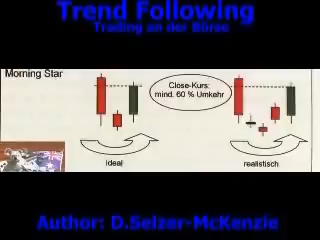 Trend Following
Trading an der Börse
Morning Star
Close-Kurs:
mind. 60 % Umkehr
ideal
realistisch
Author: D.Selzer-McKenzie